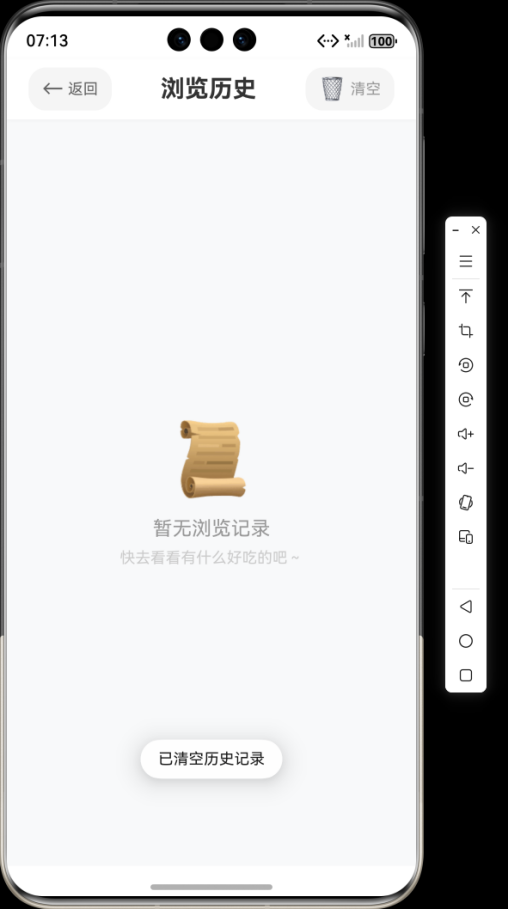 07:13
100
← 返回
浏览历史
清空
暂无浏览记录
快去看看有什么好吃的吧 ~
已清空历史记录